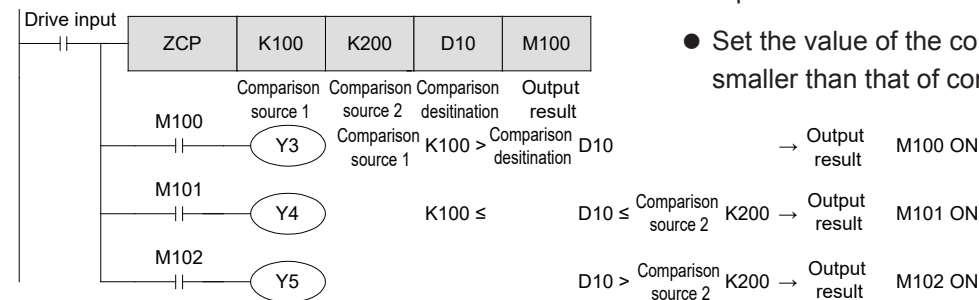 Drive input
ZCP K100 K200 D10 M100
● Set the value of the co
smaller than that of co
Comparison source 1
Comparison source 2
Comparison desitination
Output result
M100
Y3
Comparison source 1 K100 > Comparison desitination D10 → Output result M100 ON
M101
Y4
K100 ≤ D10 ≤ Comparison source 2 K200 → Output result M101 ON
M102
Y5
D10 > Comparison source 2 K200 → Output result M102 ON